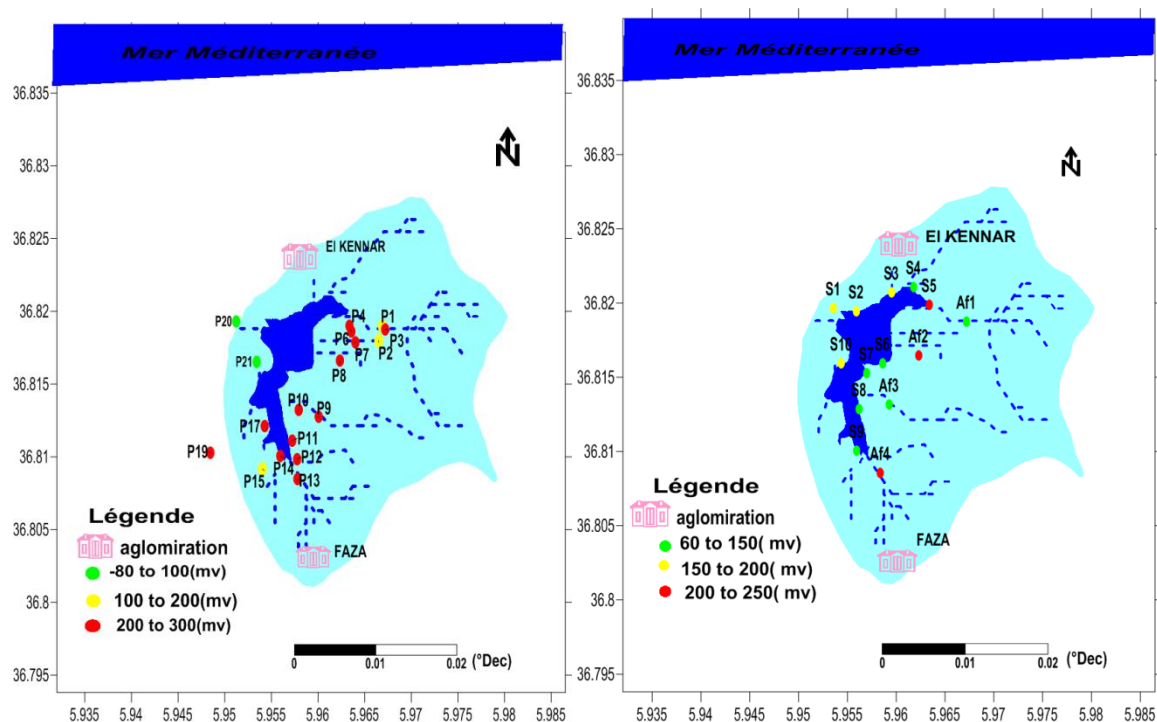 Mer Méditerranée
36.835
36.83
36.825
36.82
36.815
36.81
36.805
36.8
36.795
N
El KENNAR
P20
P21
P4
P1
P6
P3
P7
P2
P8
P10
P9
P17
P11
P19
P12
P14
P15
P13
FAZA
Légende
aglomiration
-80 to 100(mv)
100 to 200(mv)
200 to 300(mv)
0 0.01 0.02 (°Dec)
5.935 5.94 5.945 5.95 5.955 5.96 5.965 5.97 5.975 5.98 5.985
Mer Méditerranée
36.835
36.83
36.825
36.82
36.815
36.81
36.805
36.8
36.795
N
El KENNAR
S3
S4
S1
S2
S5
Af1
S10
S6
Af2
S7
S8
Af3
S9
Af4
FAZA
Légende
aglomiration
60 to 150( mv)
150 to 200( mv)
200 to 250( mv)
0 0.01 0.02 (°Dec)
5.935 5.94 5.945 5.95 5.955 5.96 5.965 5.97 5.975 5.98 5.985